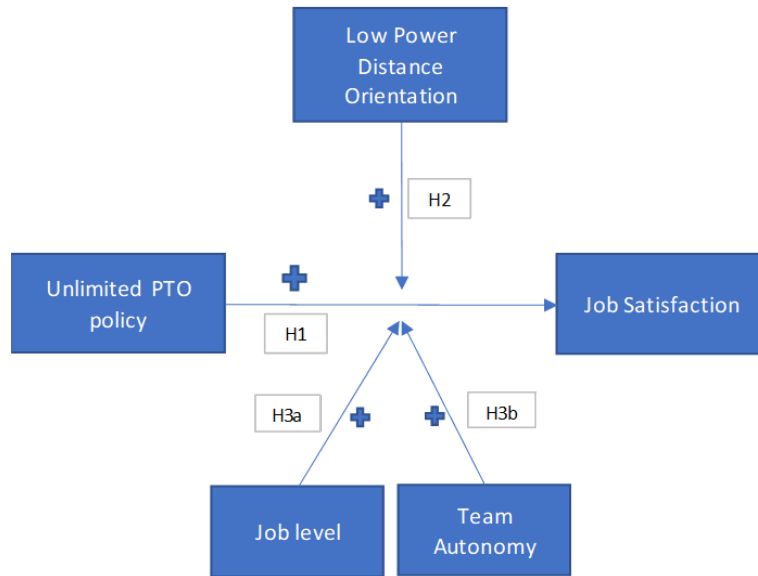 Low Power
Distance
Orientation
H2
Unlimited PTO
policy
H1
Job Satisfaction
H3a
H3b
Job level
Team
Autonomy